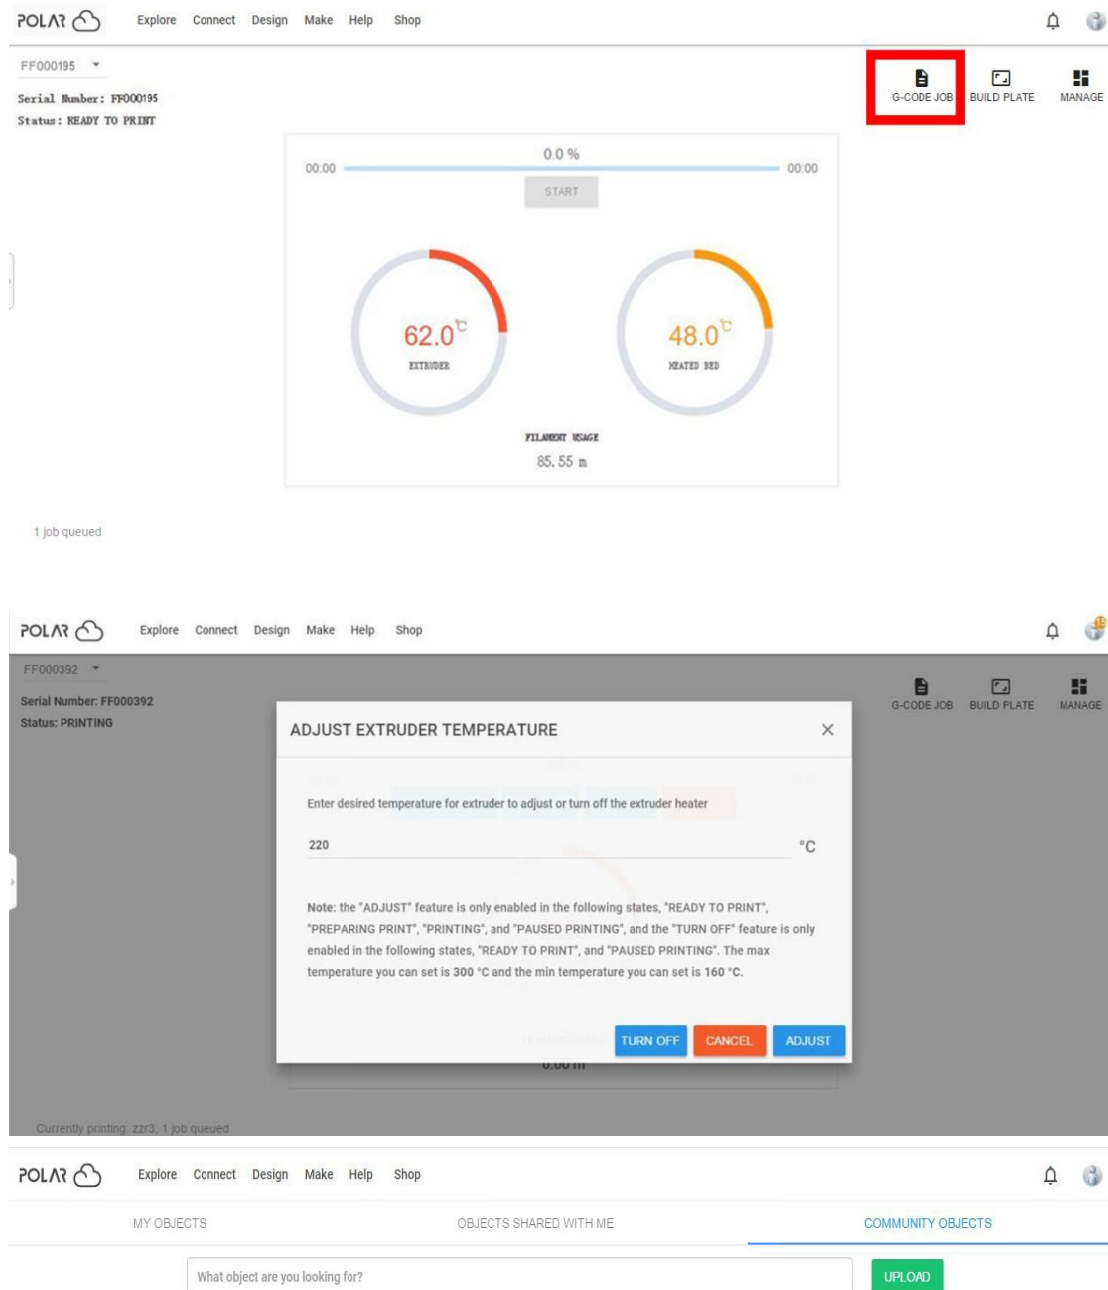 POLAR Explore Connect Design Make Help Shop
FF000195
Serial Number: FF000195
Status: READY TO PRINT
G-CODE JOB BUILD PLATE MANAGE
0.0 %
00:00 00:00
START
62.0℃ 48.0℃
EXTRUDER HEATED BED
FILAMENT USAGE
85.55 m
1 job queued
POLAR Explore Connect Design Make Help Shop
FF000392
Serial Number: FF000392
Status: PRINTING
G-CODE JOB BUILD PLATE MANAGE
ADJUST EXTRUDER TEMPERATURE
Enter desired temperature for extruder to adjust or turn off the extruder heater
220 °C
Note: the "ADJUST" feature is only enabled in the following states, "READY TO PRINT",
"PREPARING PRINT", "PRINTING", and "PAUSED PRINTING", and the "TURN OFF" feature is only
enabled in the following states, "READY TO PRINT", and "PAUSED PRINTING". The max
temperature you can set is 300 °C and the min temperature you can set is 160 °C.
TURN OFF CANCEL ADJUST
0.00 m
Currently printing: zzr3, 1 job queued
POLAR Explore Connect Design Make Help Shop
MY OBJECTS OBJECTS SHARED WITH ME COMMUNITY OBJECTS
What object are you looking for? UPLOAD